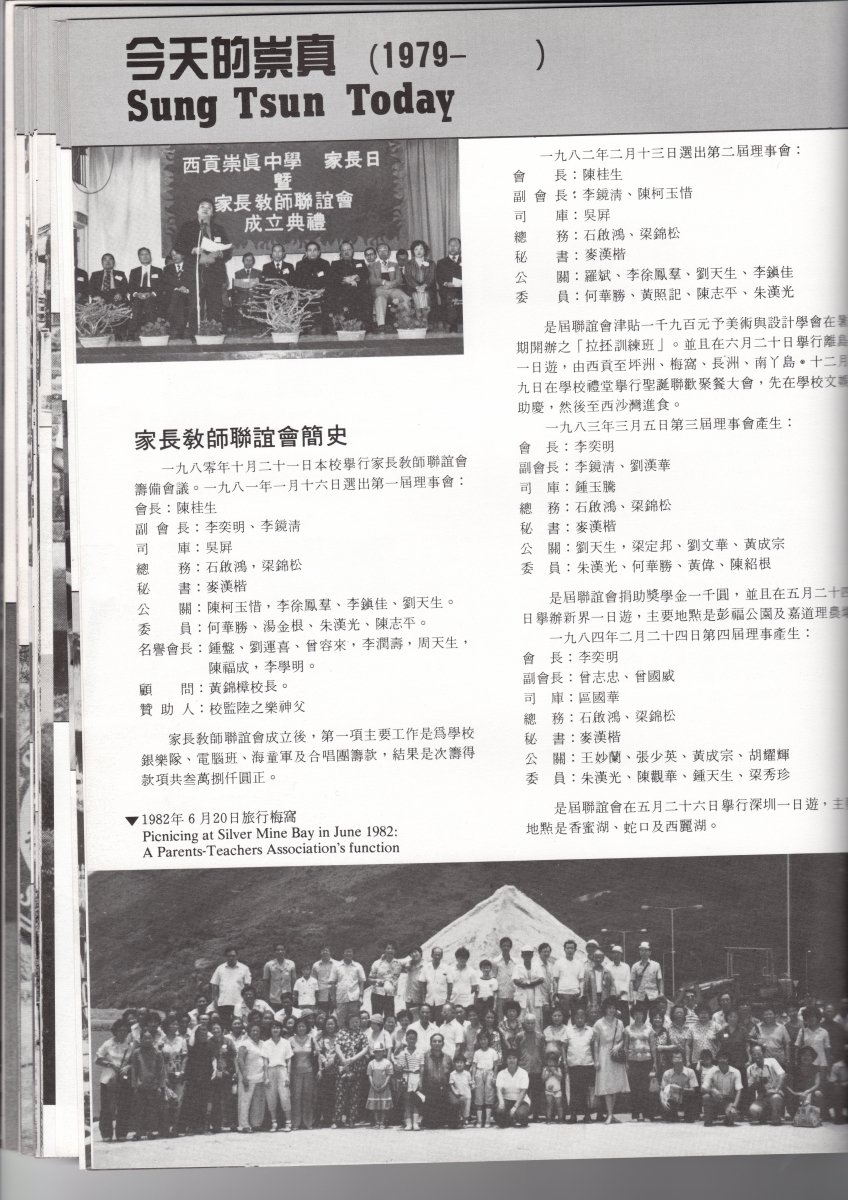 今天的崇真 (1979– )
Sung Tsun Today
西貢崇眞中學 家長日
暨
家長敎師聯誼會
成立典禮
家長敎師聯誼會簡史
一九八零年十月二十一日本校舉行家長敎師聯誼會
籌備會議。一九八一年一月十六日選出第一屆理事會：
會長：陳桂生
副會長：李奕明、李鏡淸
司庫：吳屏
總務：石啟鴻，梁錦松
秘書：麥漢楷
公關：陳柯玉惜，李徐鳳羣、李鎭佳、劉天生。
委員：何華勝、湯金根、朱漢光、陳志平。
名譽會長：鍾盤、劉運喜、曾容來，李潤壽，周天生，
陳福成，李學明。
顧問：黃錦樟校長。
贊助人：校監陸之樂神父
家長敎師聯誼會成立後，第一項主要工作是爲學校
銀樂隊、電腦班、海童軍及合唱團籌款，結果是次籌得
款項共叁萬捌仟圓正。
▼1982年6月20日旅行梅窩
Picnicing at Silver Mine Bay in June 1982:
A Parents-Teachers Association's function
一九八二年二月十三日選出第二屆理事會：
會長：陳桂生
副會長：李鏡淸、陳柯玉惜
司庫：吳屏
總務：石啟鴻、梁錦松
秘書：麥漢楷
公關：羅斌、李徐鳳羣、劉天生、李鎭佳
委員：何華勝、黃照記、陳志平、朱漢光
是屆聯誼會津貼一千九百元予美術與設計學會在暑
期開辦之「拉坯訓練班」。並且在六月二十日舉行離島
一日遊，由西貢至坪洲、梅窩、長洲、南丫島。十二月
九日在學校禮堂舉行聖誕聯歡聚餐大會，先在學校文娛
助慶，然後至西沙灣進食。
一九八三年三月五日第三屆理事會產生：
會長：李奕明
副會長：李鏡淸、劉漢華
司庫：鍾玉騰
總務：石啟鴻、梁錦松
秘書：麥漢楷
公關：劉天生，梁定邦、劉文華、黃成宗
委員：朱漢光、何華勝、黃偉、陳紹根
是屆聯誼會捐助獎學金一千圓，並且在五月二十四
日舉辦新界一日遊，主要地點是彭福公園及嘉道理農場
一九八四年二月二十四日第四屆理事產生：
會長：李奕明
副會長：曾志忠、曾國威
司庫：區國華
總務：石啟鴻、梁錦松
秘書：麥漢楷
公關：王妙蘭、張少英、黃成宗、胡耀輝
委員：朱漢光、陳觀華、鍾天生、梁秀珍
是屆聯誼會在五月二十六日舉行深圳一日遊，主
地點是香蜜湖、蛇口及西麗湖。